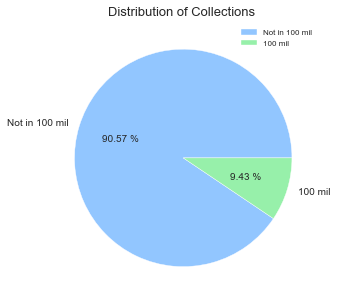 Distribution of Collections
Not in 100 mil
100 mil
Not in 100 mil
90.57 %
9.43 %
100 mil